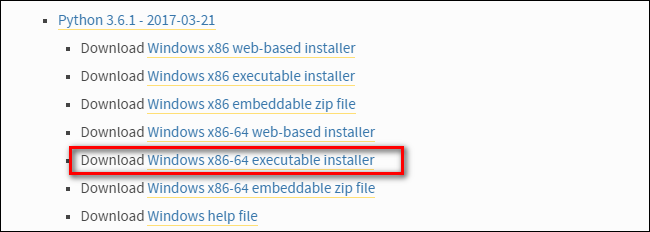 Python 3.6.1 - 2017-03-21
Download Windows x86 web-based installer
Download Windows x86 executable installer
Download Windows x86 embeddable zip file
Download Windows x86-64 web-based installer
Download Windows x86-64 executable installer
Download Windows x86-64 embeddable zip file
Download Windows help file